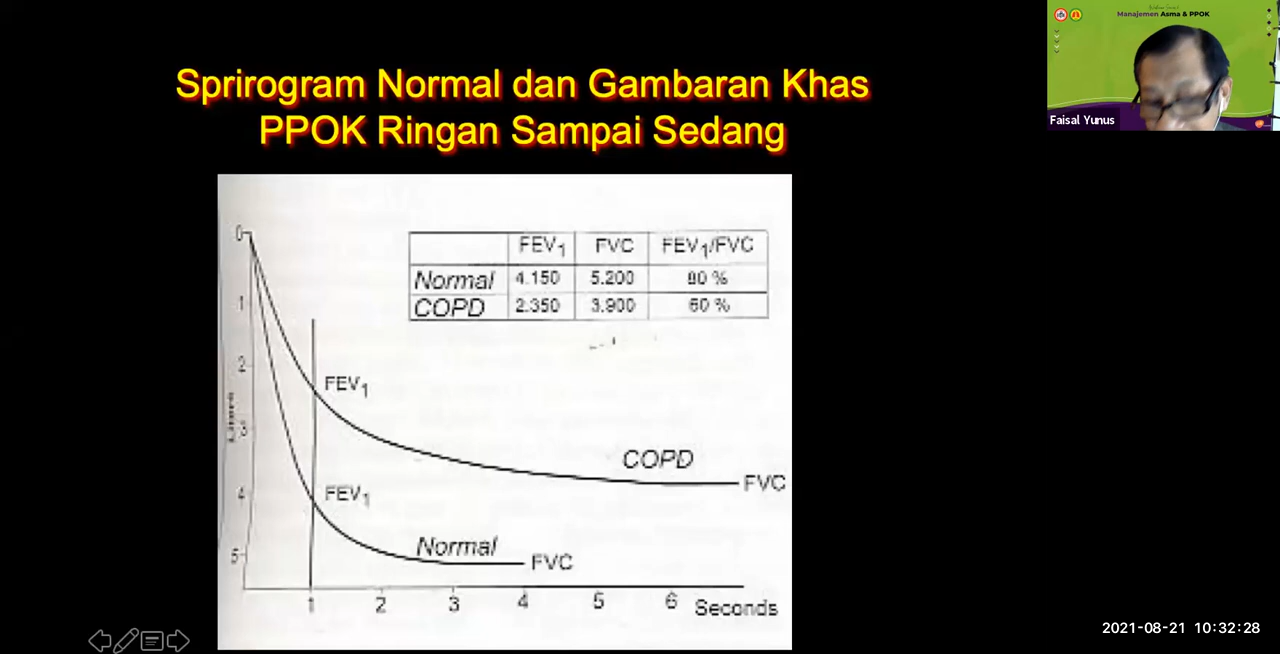 Manajemen Asma & PPOK
Faisal Yunus
Sprirogram Normal dan Gambaran Khas
PPOK Ringan Sampai Sedang
FEV1 FVC FEV1/FVC
Normal 4.150 5.200 80 %
COPD 2.350 3.900 60 %
0
1
2
3
4
5
Liters
FEV1
COPD
FVC
FEV1
Normal
FVC
1 2 3 4 5 6 Seconds
2021-08-21 10:32:28